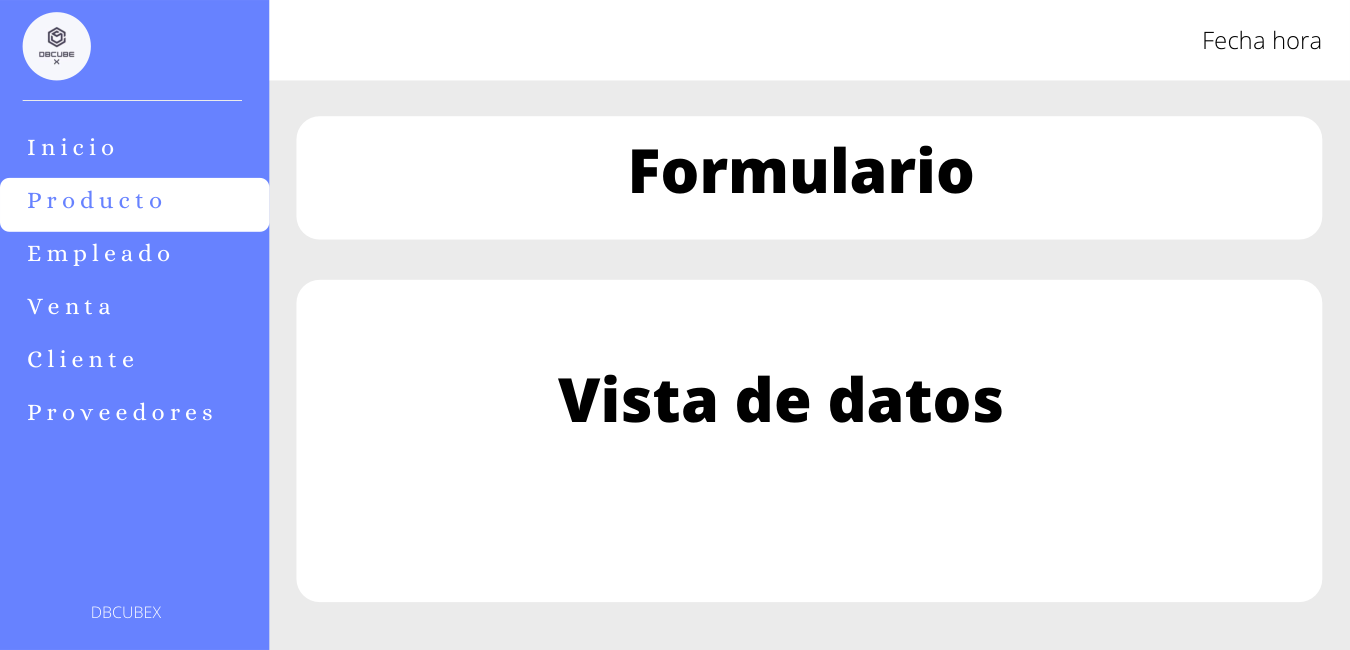 DBCUBE
X
Fecha hora
Inicio
Producto
Empleado
Venta
Cliente
Proveedores
Formulario
Vista de datos
DBCUBEX